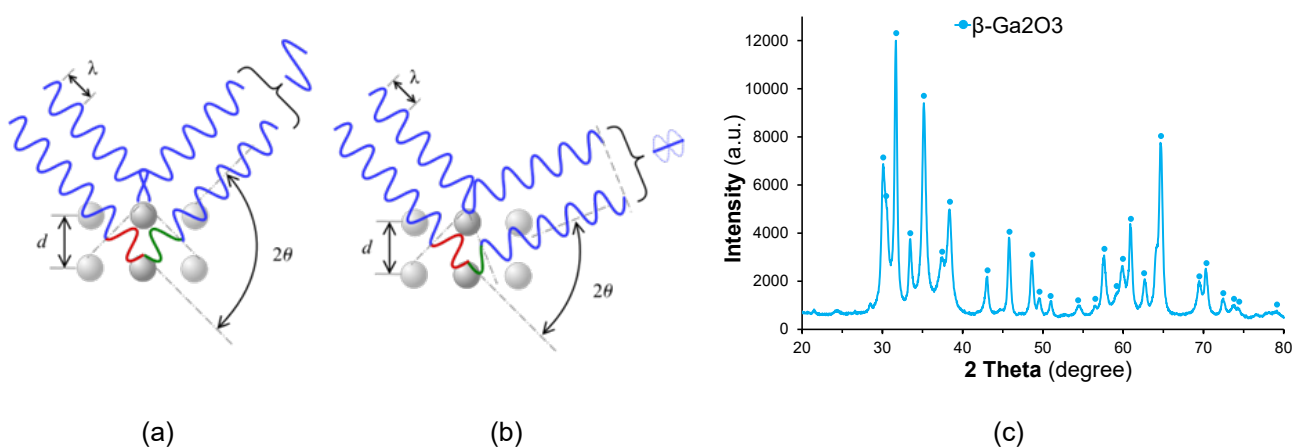 λ
d
2θ
(a)
λ
d
2θ
(b)
β-Ga2O3
Intensity (a.u.)
12000
10000
8000
6000
4000
2000
0
20 30 40 50 60 70 80
2 Theta (degree)
(c)